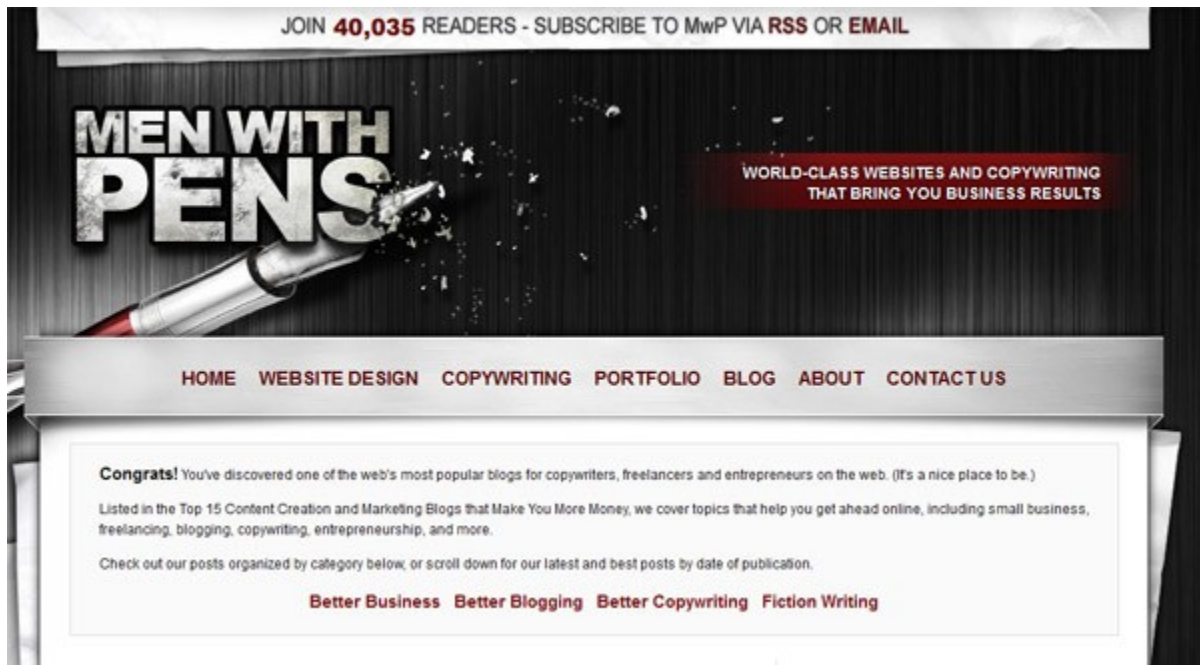 JOIN 40,035 READERS - SUBSCRIBE TO MwP VIA RSS OR EMAIL
MEN WITH
PENS
WORLD-CLASS WEBSITES AND COPYWRITING
THAT BRING YOU BUSINESS RESULTS
HOME WEBSITE DESIGN COPYWRITING PORTFOLIO BLOG ABOUT CONTACT US
Congrats! You've discovered one of the web's most popular blogs for copywriters, freelancers and entrepreneurs on the web. (It's a nice place to be.)
Listed in the Top 15 Content Creation and Marketing Blogs that Make You More Money, we cover topics that help you get ahead online, including small business,
freelancing, blogging, copywriting, entrepreneurship, and more.
Check out our posts organized by category below, or scroll down for our latest and best posts by date of publication.
Better Business Better Blogging Better Copywriting Fiction Writing